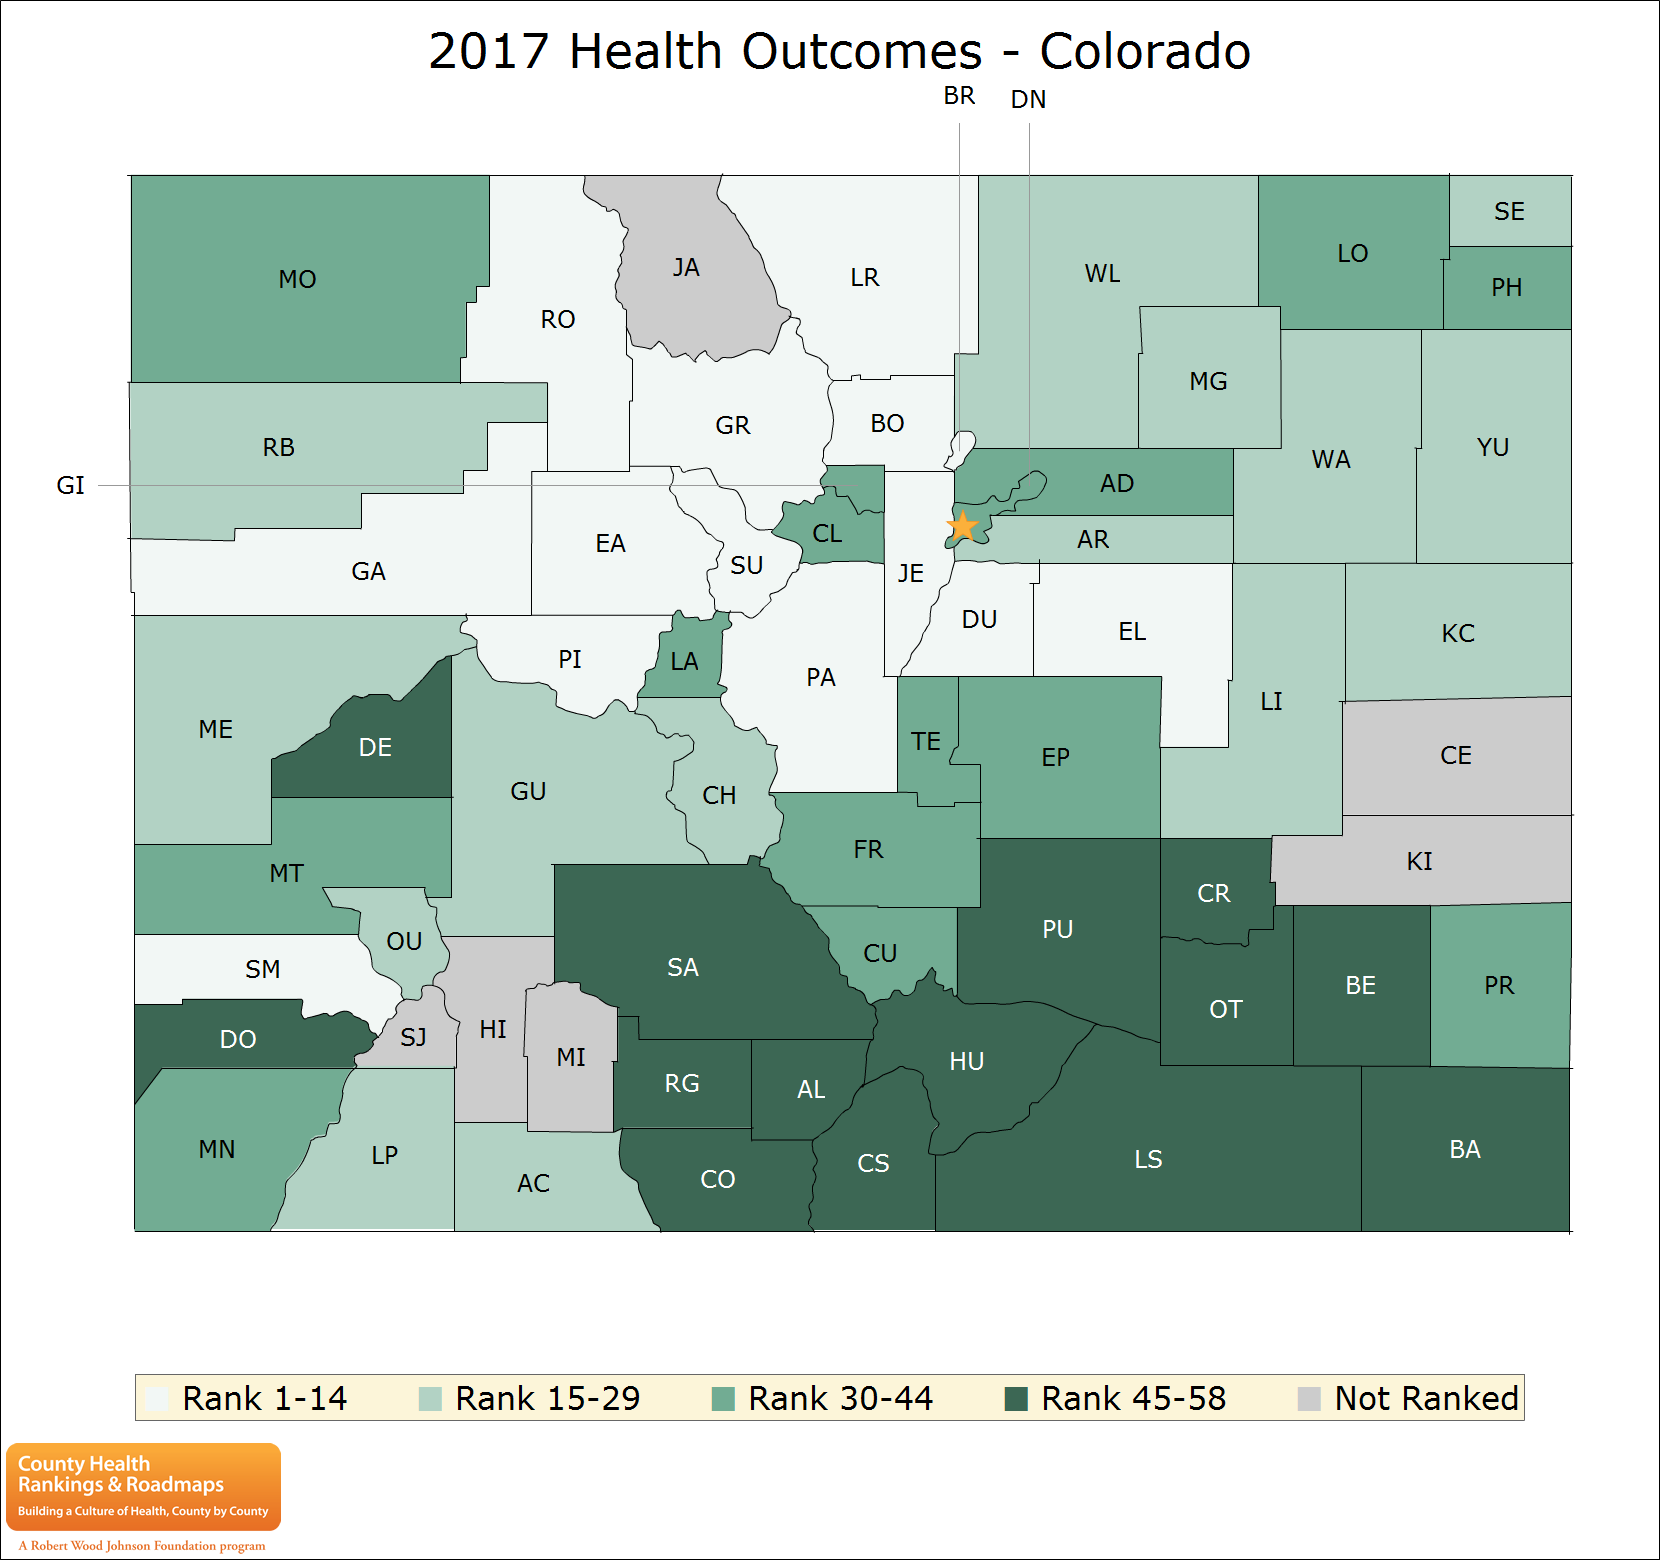 2017 Health Outcomes - Colorado
BR DN
SE
MO JA LR WL LO
PH
RO
MG
GR BO
RB WA YU
GI AD
CL AR
EA
SU
GA JE
DU EL KC
PI LA
PA
ME LI
DE TE EP CE
GU CH
FR KI
MT
CR
PU
OU CU
SM SA
PR
BE
OT
DO SJ HI
MI HU
RG AL
MN LP CS LS BA
AC CO
Rank 1-14 Rank 15-29 Rank 30-44 Rank 45-58 Not Ranked
County Health
Rankings & Roadmaps
Building a Culture of Health, County by County
A Robert Wood Johnson Foundation program